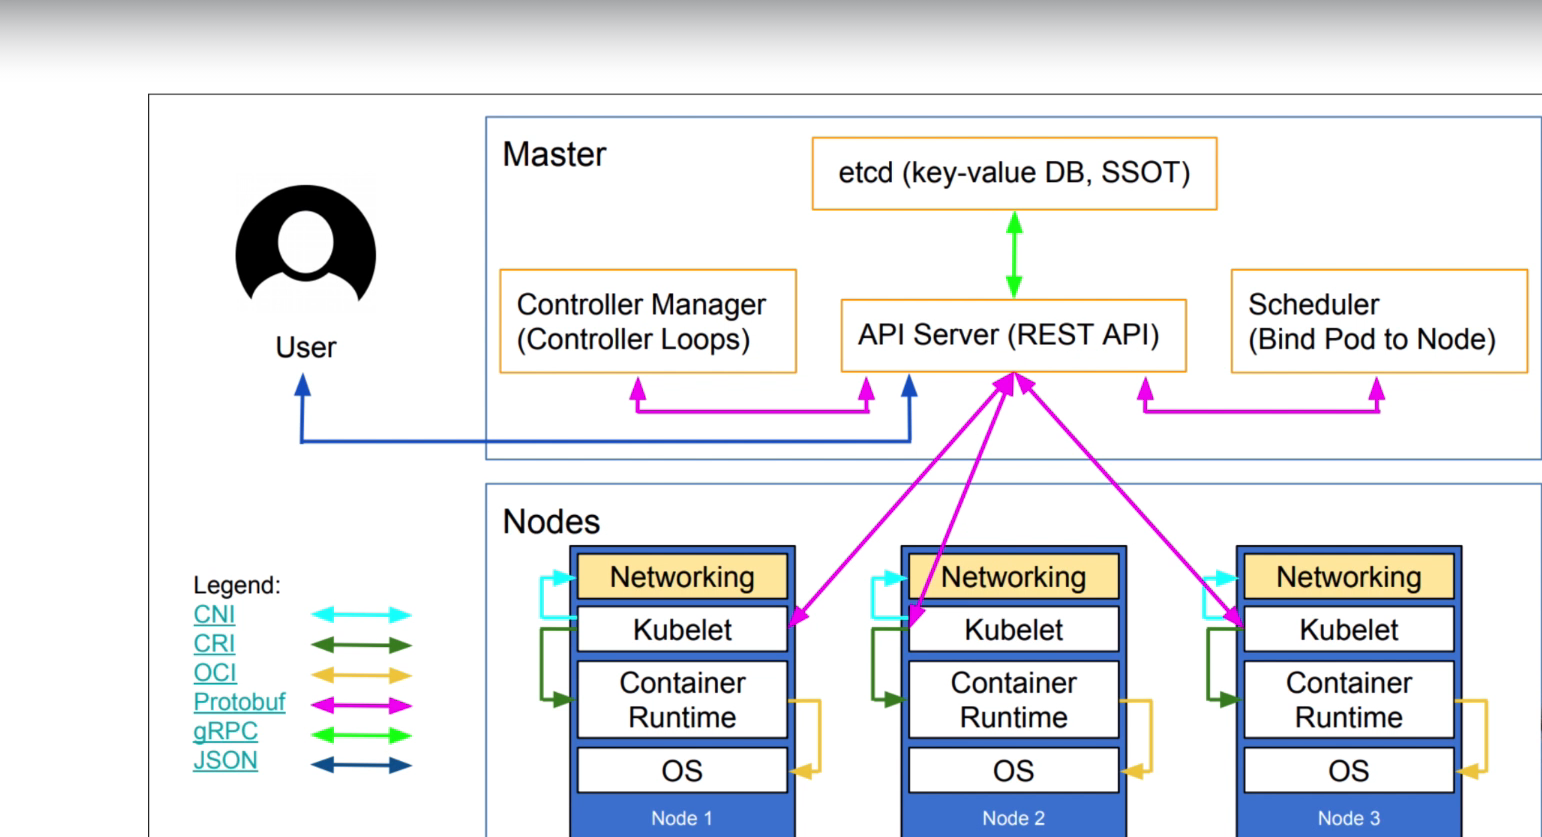 Master
etcd (key-value DB, SSOT)
Controller Manager
(Controller Loops)
API Server (REST API)
Scheduler
(Bind Pod to Node)
User
Nodes
Legend:
CNI
CRI
OCI
Protobuf
gRPC
JSON
Networking
Kubelet
Container
Runtime
OS
Node 1
Networking
Kubelet
Container
Runtime
OS
Node 2
Networking
Kubelet
Container
Runtime
OS
Node 3